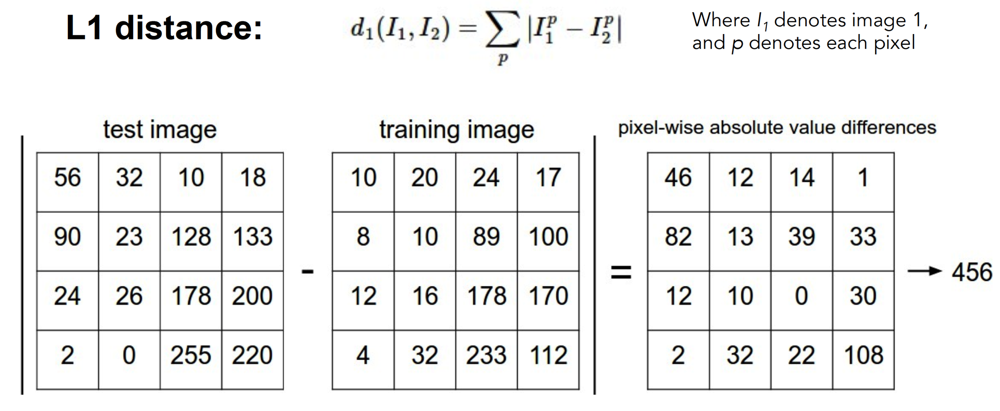 L1 distance:
d₁(I₁, I₂) = ∑ₚ |I₁ᵖ − I₂ᵖ|
Where I₁ denotes image 1,
and p denotes each pixel
test image
56 32 10 18
90 23 128 133
24 26 178 200
2 0 255 220
-
training image
10 20 24 17
8 10 89 100
12 16 178 170
4 32 233 112
=
pixel-wise absolute value differences
46 12 14 1
82 13 39 33
12 10 0 30
2 32 22 108
→ 456